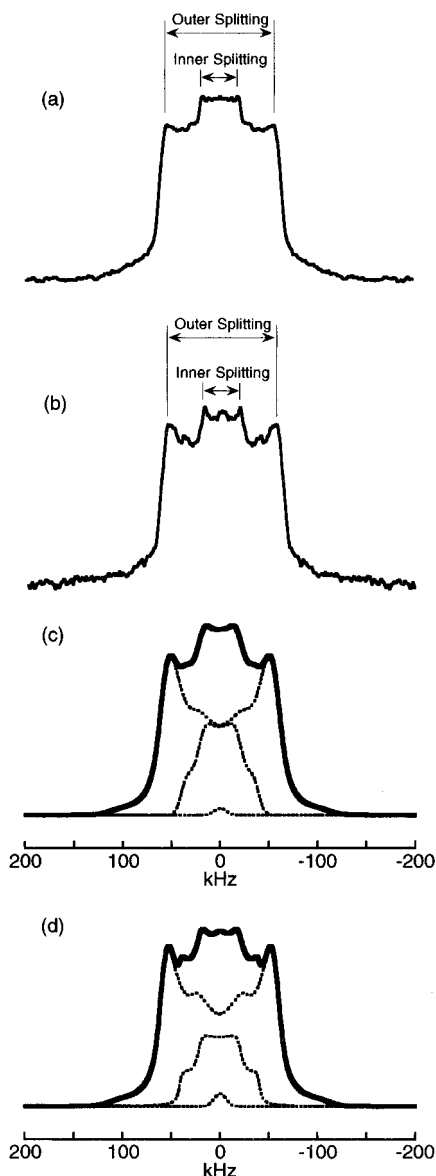 Outer Splitting
Inner Splitting
(a)
Outer Splitting
Inner Splitting
(b)
(c)
200 100 0 -100 -200
kHz
(d)
200 100 0 -100 -200
kHz